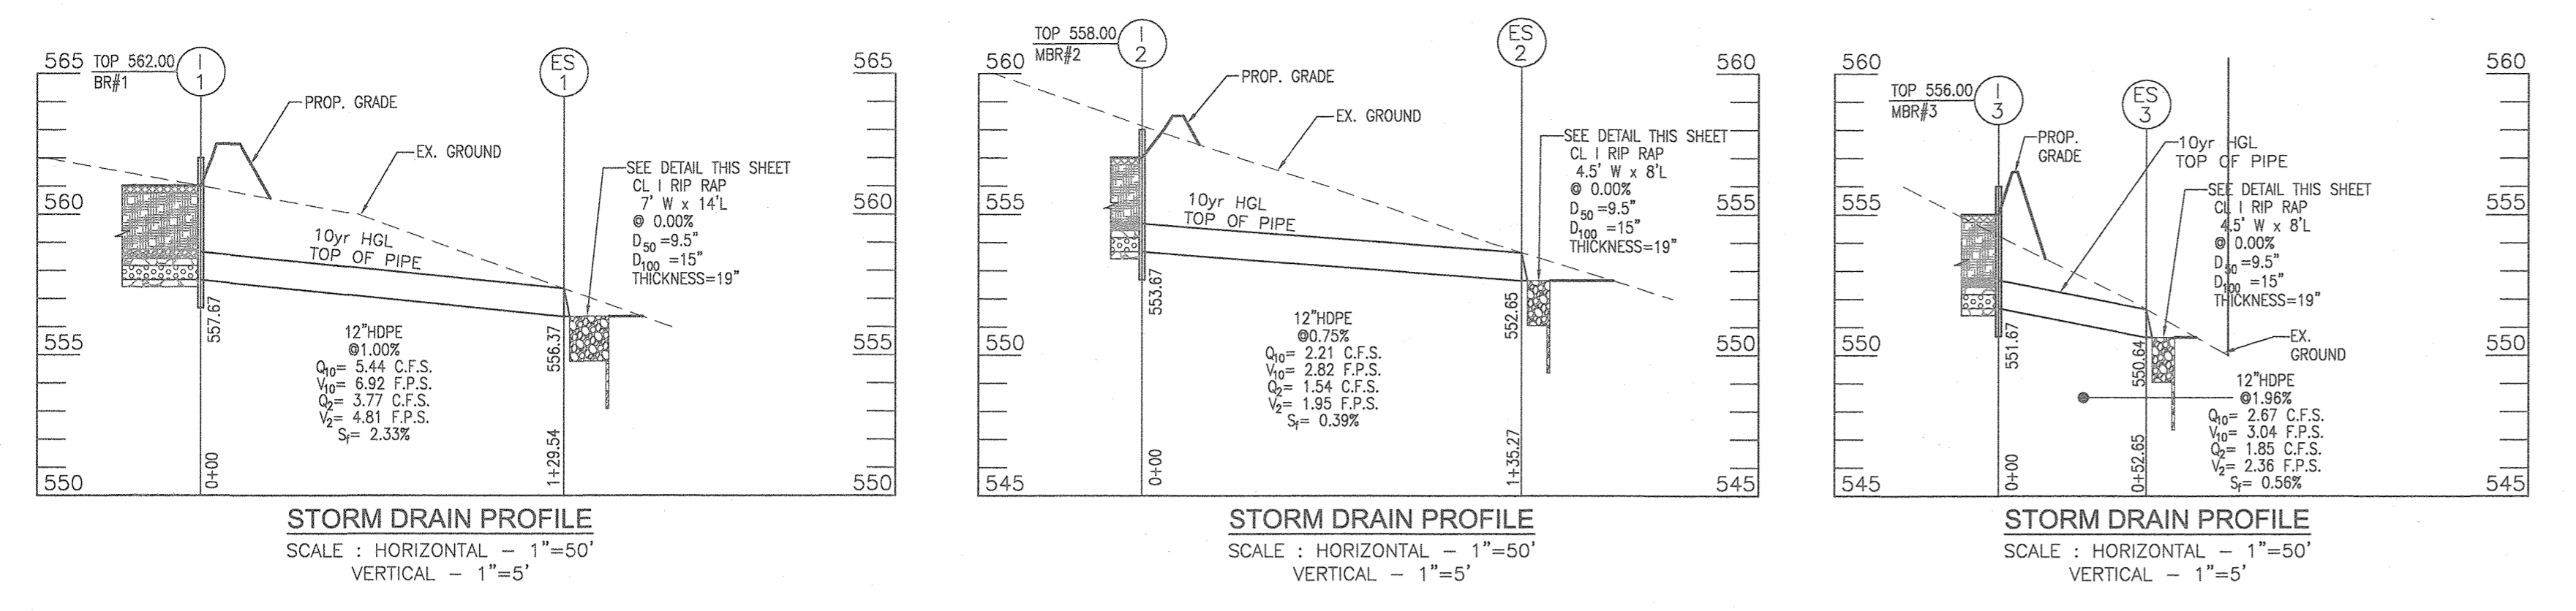 565
TOP 562.00
BR#1
I
1
ES
1
565
PROP. GRADE
EX. GROUND
SEE DETAIL THIS SHEET
CL I RIP RAP
7' W x 14'L
@ 0.00%
D50 =9.5"
D100 =15"
THICKNESS=19"
560
560
10yr HGL
TOP OF PIPE
557.67
556.37
12"HDPE
@1.00%
Q10= 5.44 C.F.S.
V10= 6.92 F.P.S.
Q2= 3.77 C.F.S.
V2= 4.81 F.P.S.
Sf= 2.33%
555
555
0+00
1+29.54
550
550
STORM DRAIN PROFILE
SCALE : HORIZONTAL - 1"=50'
VERTICAL - 1"=5'
560
TOP 558.00
MBR#2
I
2
ES
2
560
PROP. GRADE
EX. GROUND
SEE DETAIL THIS SHEET
CL I RIP RAP
4.5' W x 8'L
@ 0.00%
D50 =9.5"
D100 =15"
THICKNESS=19"
555
555
10yr HGL
TOP OF PIPE
553.67
552.65
12"HDPE
@0.75%
Q10= 2.21 C.F.S.
V10= 2.82 F.P.S.
Q2= 1.54 C.F.S.
V2= 1.95 F.P.S.
Sf= 0.39%
550
550
0+00
1+35.27
545
545
STORM DRAIN PROFILE
SCALE : HORIZONTAL - 1"=50'
VERTICAL - 1"=5'
560
TOP 556.00
MBR#3
I
3
ES
3
560
PROP.
GRADE
10yr HGL
TOP OF PIPE
SEE DETAIL THIS SHEET
CL I RIP RAP
4.5' W x 8'L
@ 0.00%
D50 =9.5"
D100 =15"
THICKNESS=19"
555
555
551.67
550.64
EX.
GROUND
12"HDPE
@1.96%
Q10= 2.67 C.F.S.
V10= 3.04 F.P.S.
Q2= 1.85 C.F.S.
V2= 2.36 F.P.S.
Sf= 0.56%
550
550
0+00
0+52.65
545
545
STORM DRAIN PROFILE
SCALE : HORIZONTAL - 1"=50'
VERTICAL - 1"=5'